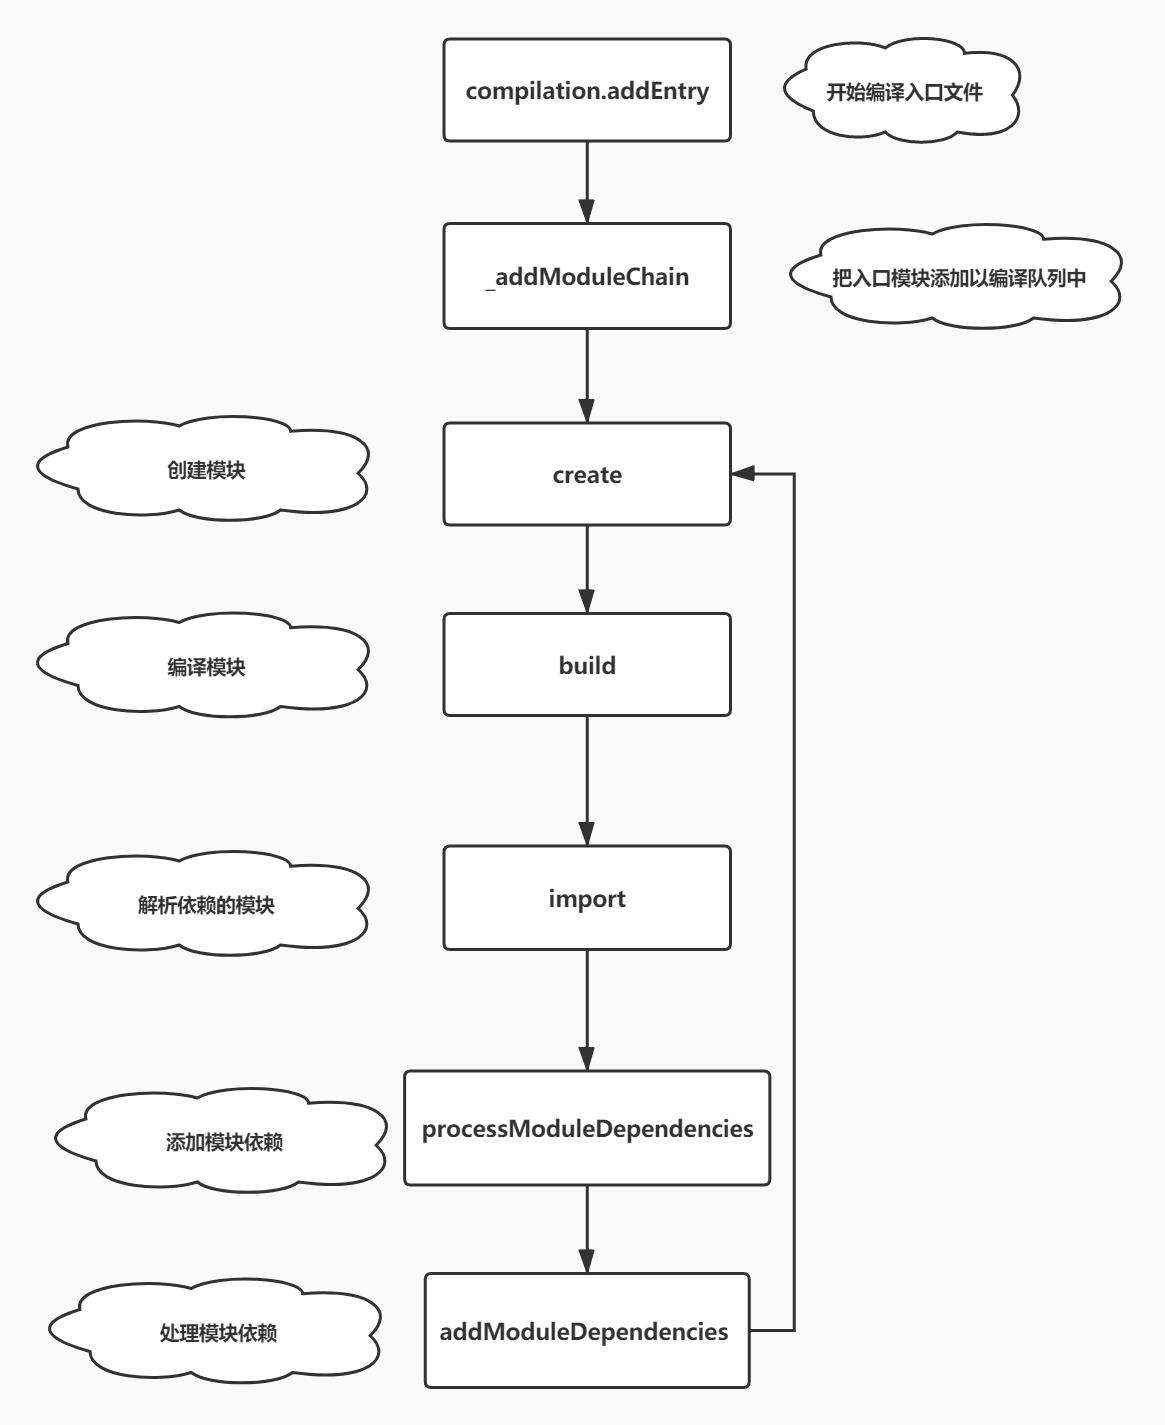 compilation.addEntry
开始编译入口文件
_addModuleChain
把入口模块添加以编译队列中
创建模块
create
编译模块
build
解析依赖的模块
import
添加模块依赖
processModuleDependencies
处理模块依赖
addModuleDependencies